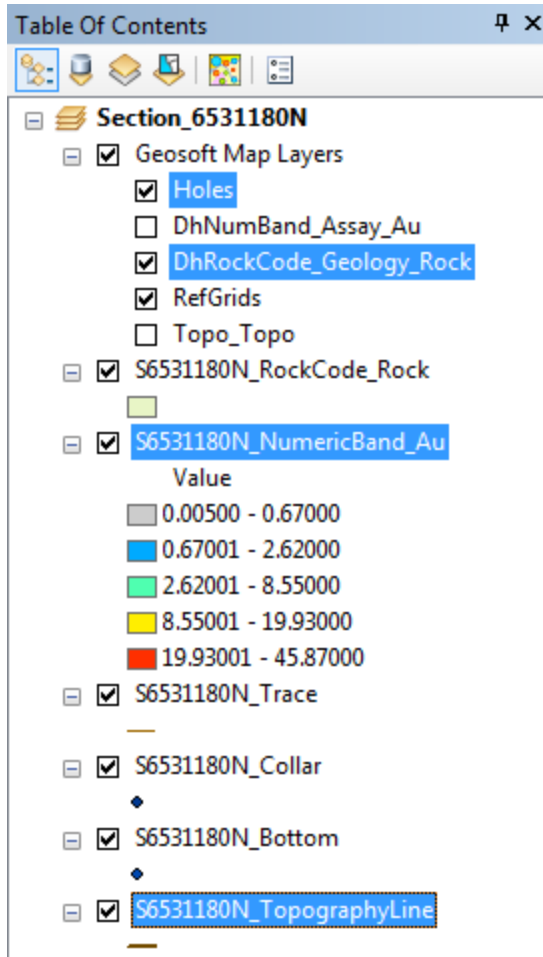 Table Of Contents
Section_6531180N
Geosoft Map Layers
Holes
DhNumBand_Assay_Au
DhRockCode_Geology_Rock
RefGrids
Topo_Topo
S6531180N_RockCode_Rock
S6531180N_NumericBand_Au
Value
0.00500 - 0.67000
0.67001 - 2.62000
2.62001 - 8.55000
8.55001 - 19.93000
19.93001 - 45.87000
S6531180N_Trace
S6531180N_Collar
S6531180N_Bottom
S6531180N_TopographyLine